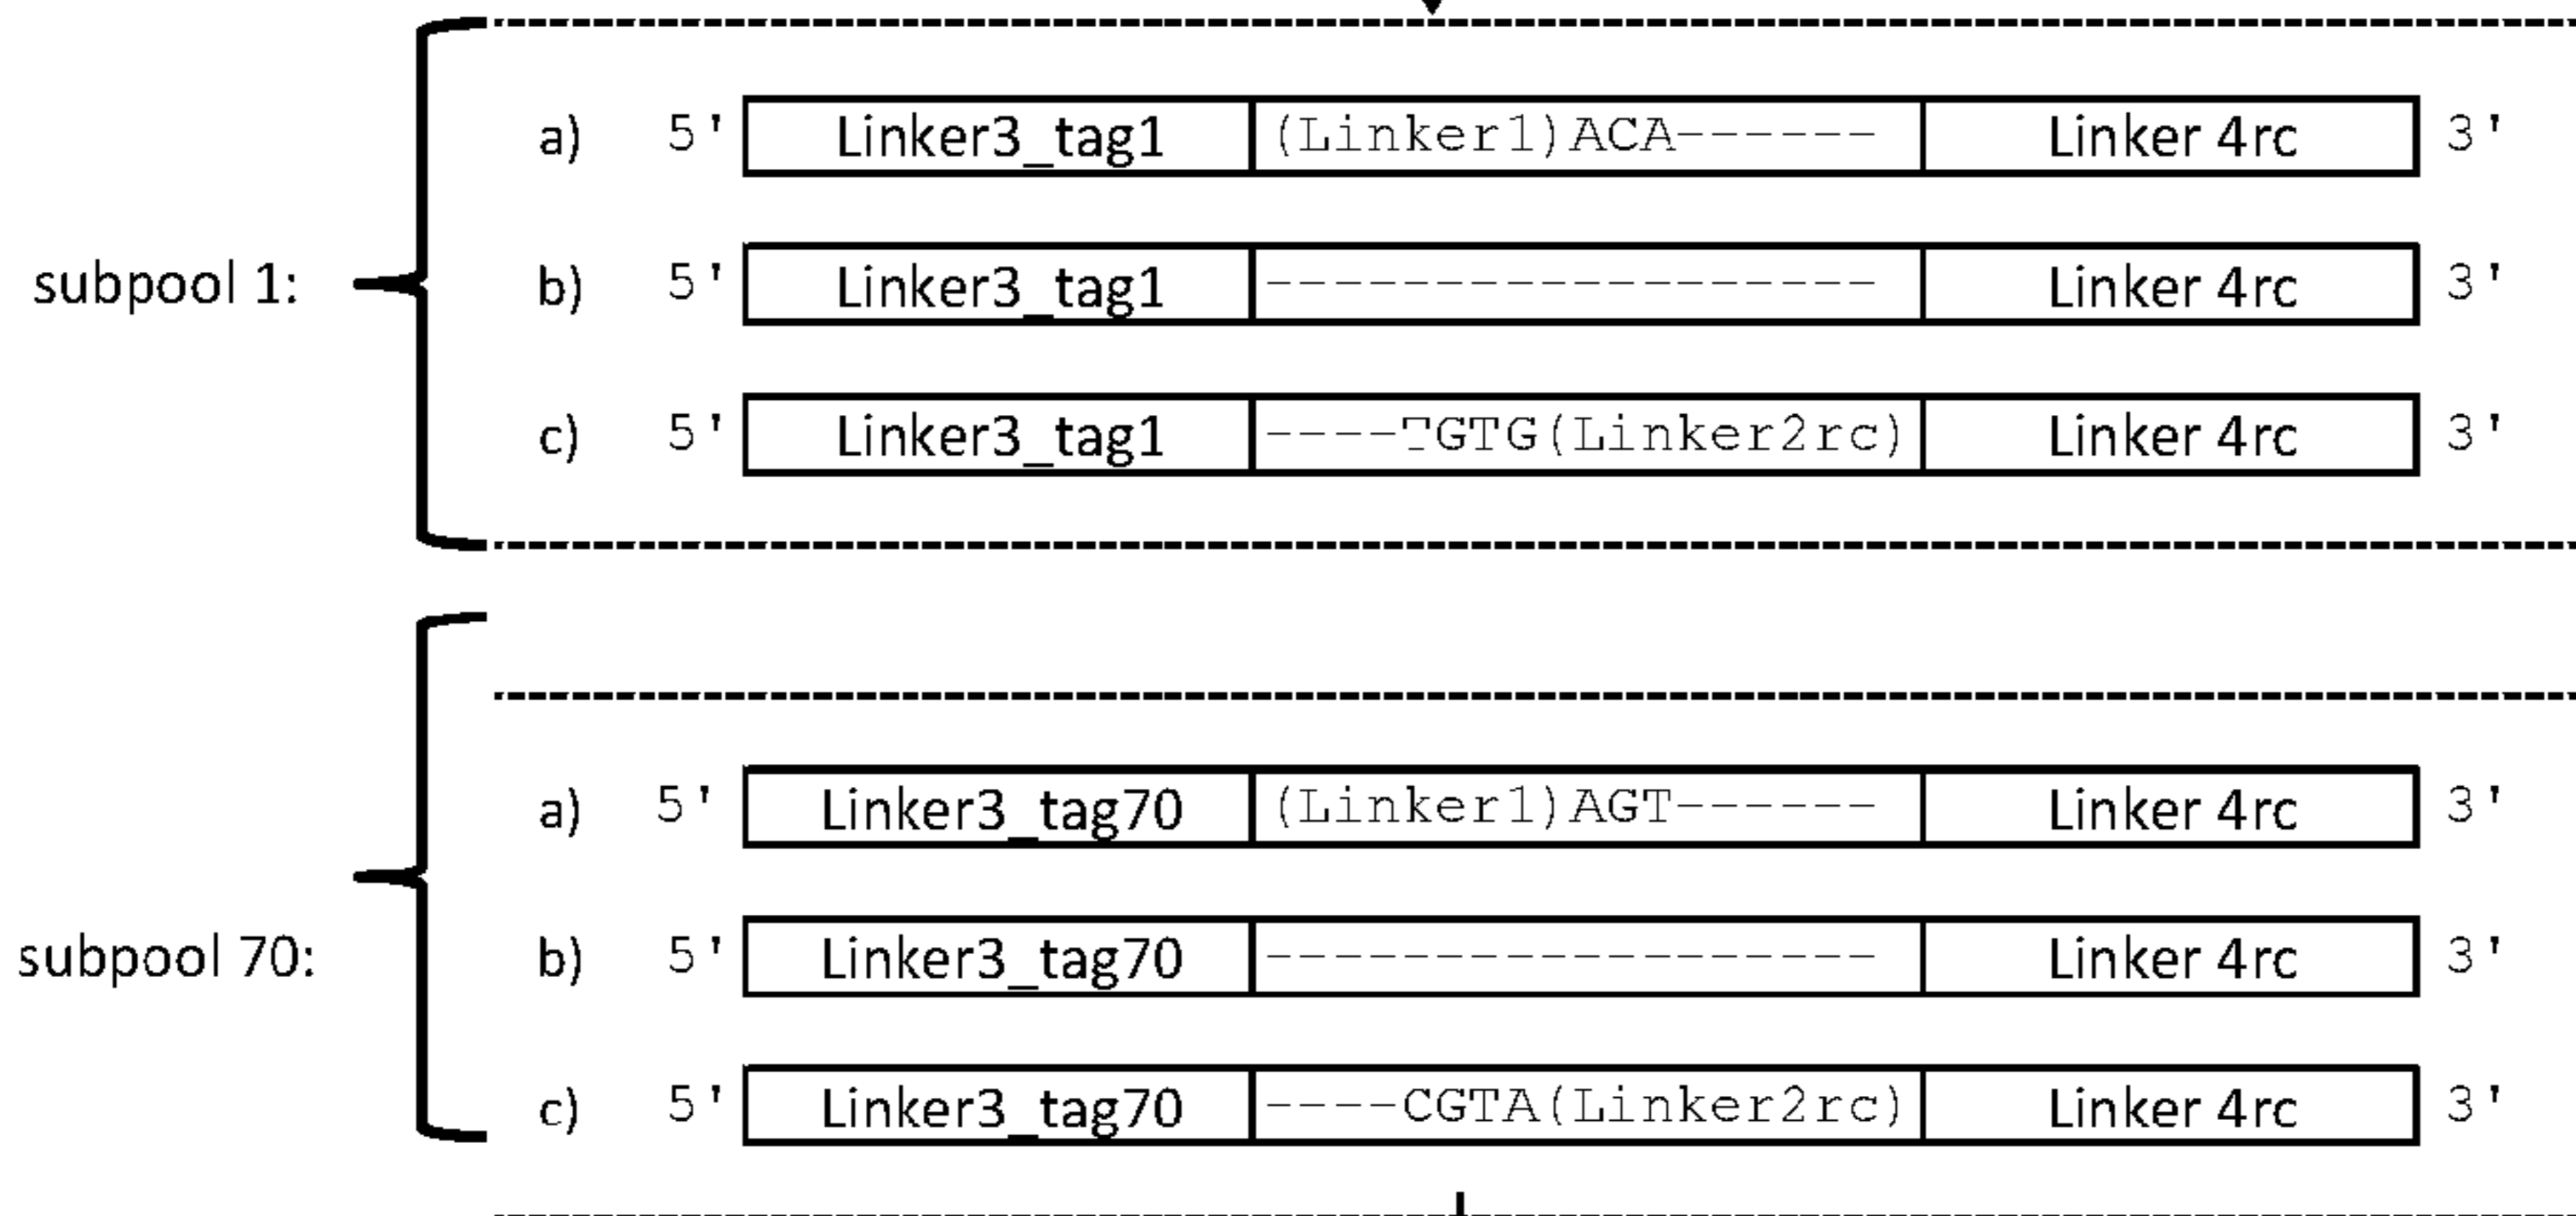 a) 5' Linker3_tag1 (Linker1)ACA------ Linker 4rc 3'
subpool 1: b) 5' Linker3_tag1 ------------------ Linker 4rc 3'
c) 5' Linker3_tag1 ----TGTG(Linker2rc) Linker 4rc 3'
a) 5' Linker3_tag70 (Linker1)AGT------ Linker 4rc 3'
subpool 70: b) 5' Linker3_tag70 ------------------ Linker 4rc 3'
c) 5' Linker3_tag70 ----CGTA(Linker2rc) Linker 4rc 3'